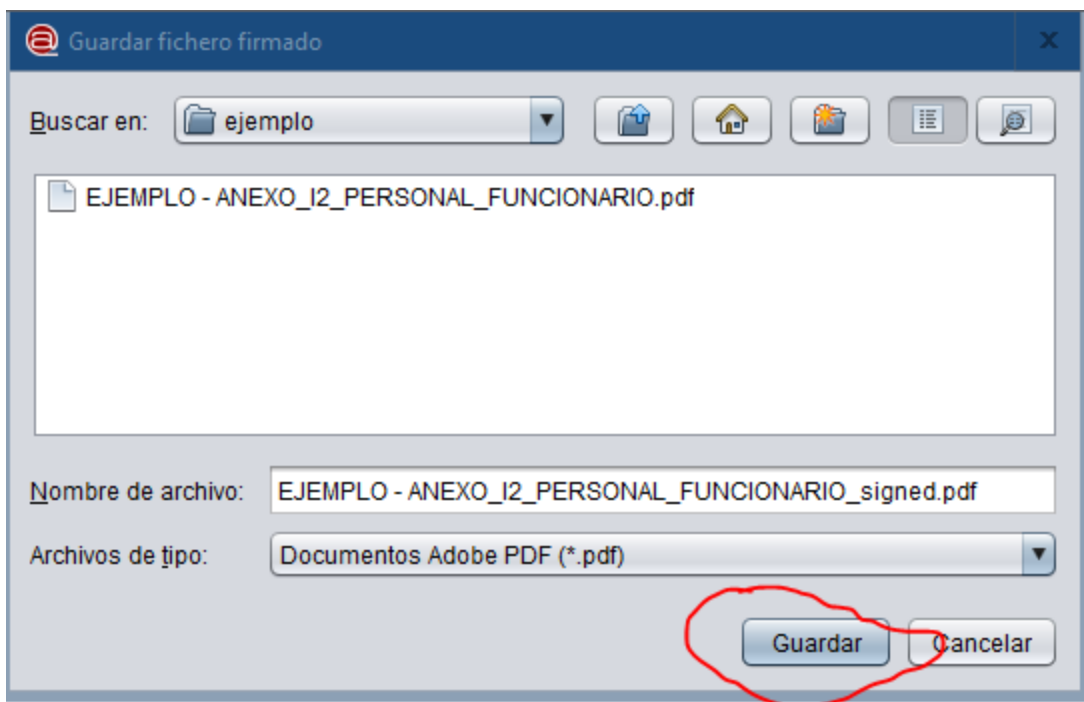 Guardar fichero firmado
Buscar en: ejemplo
EJEMPLO - ANEXO_I2_PERSONAL_FUNCIONARIO.pdf
Nombre de archivo: EJEMPLO - ANEXO_I2_PERSONAL_FUNCIONARIO_signed.pdf
Archivos de tipo: Documentos Adobe PDF (*.pdf)
Guardar Cancelar